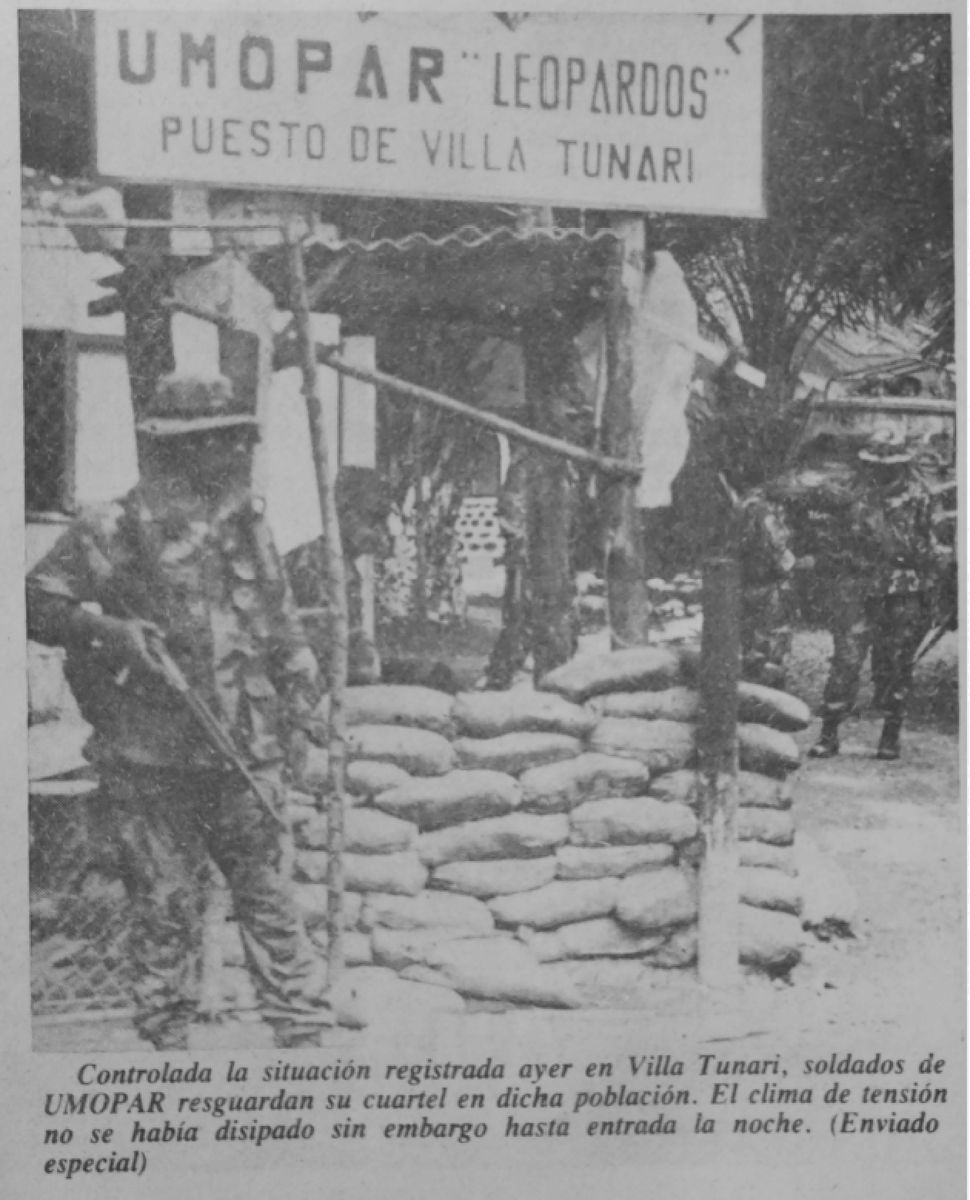 UMOPAR "LEOPARDOS"
PUESTO DE VILLA TUNARI
Controlada la situación registrada ayer en Villa Tunari, soldados de
UMOPAR resguardan su cuartel en dicha población. El clima de tensión
no se había disipado sin embargo hasta entrada la noche. (Enviado
especial)